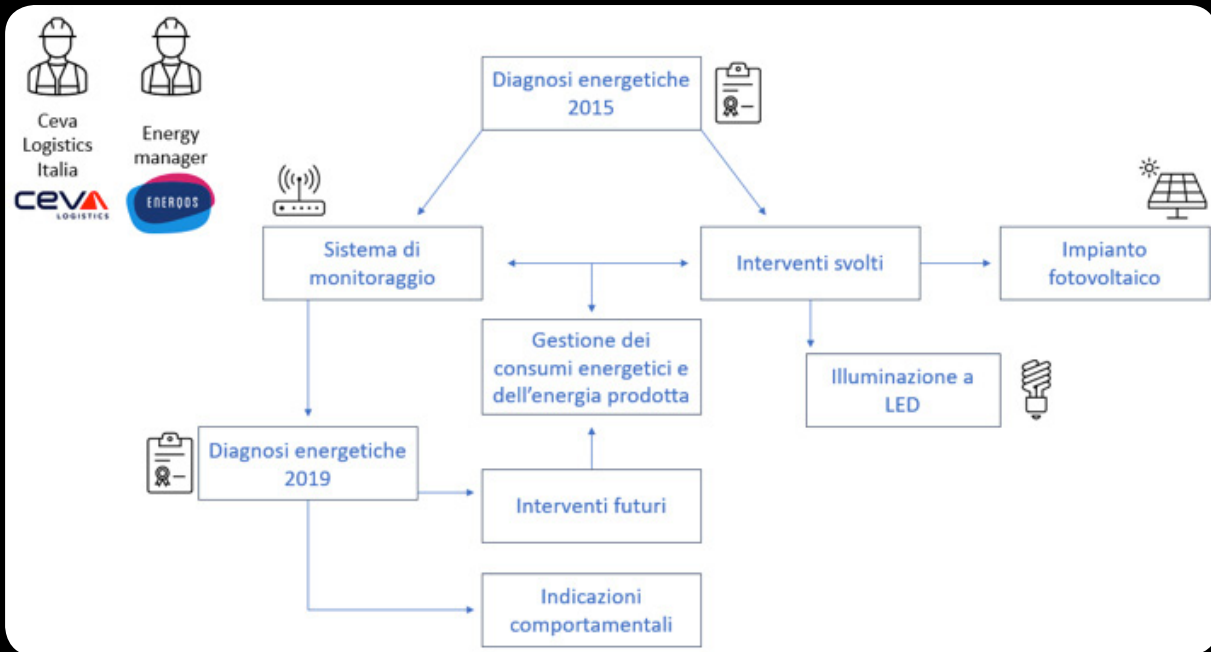 Ceva
Logistics
Italia
CEVA
LOGISTICS
Energy
manager
ENERQOS
Diagnosi energetiche
2015
Sistema di
monitoraggio
Interventi svolti
Impianto
fotovoltaico
Gestione dei
consumi energetici e
dell'energia prodotta
Illuminazione a
LED
Diagnosi energetiche
2019
Interventi futuri
Indicazioni
comportamentali